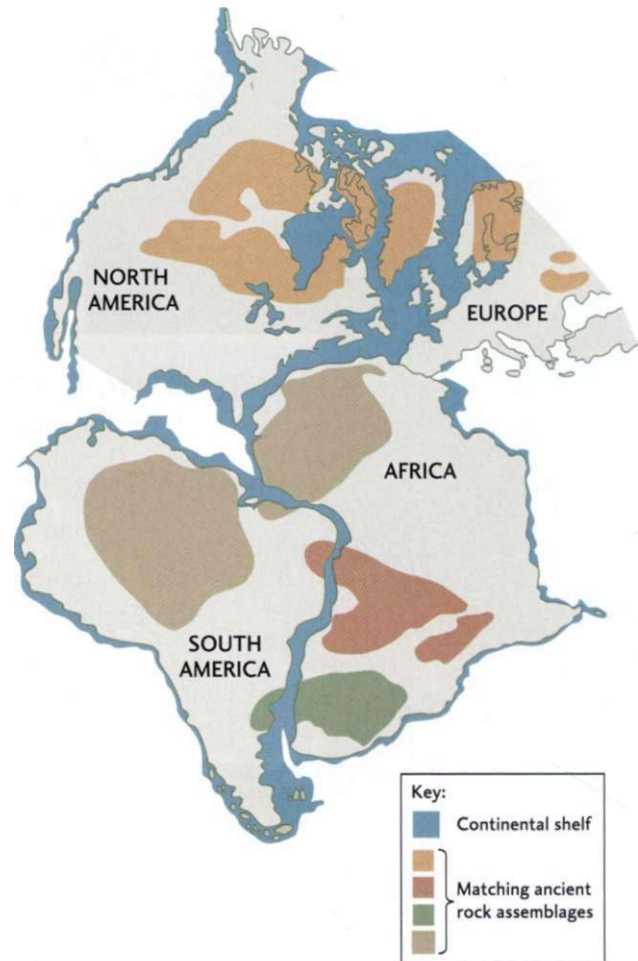 NORTH
AMERICA
EUROPE
AFRICA
SOUTH
AMERICA
Key:
Continental shelf
Matching ancient
rock assemblages